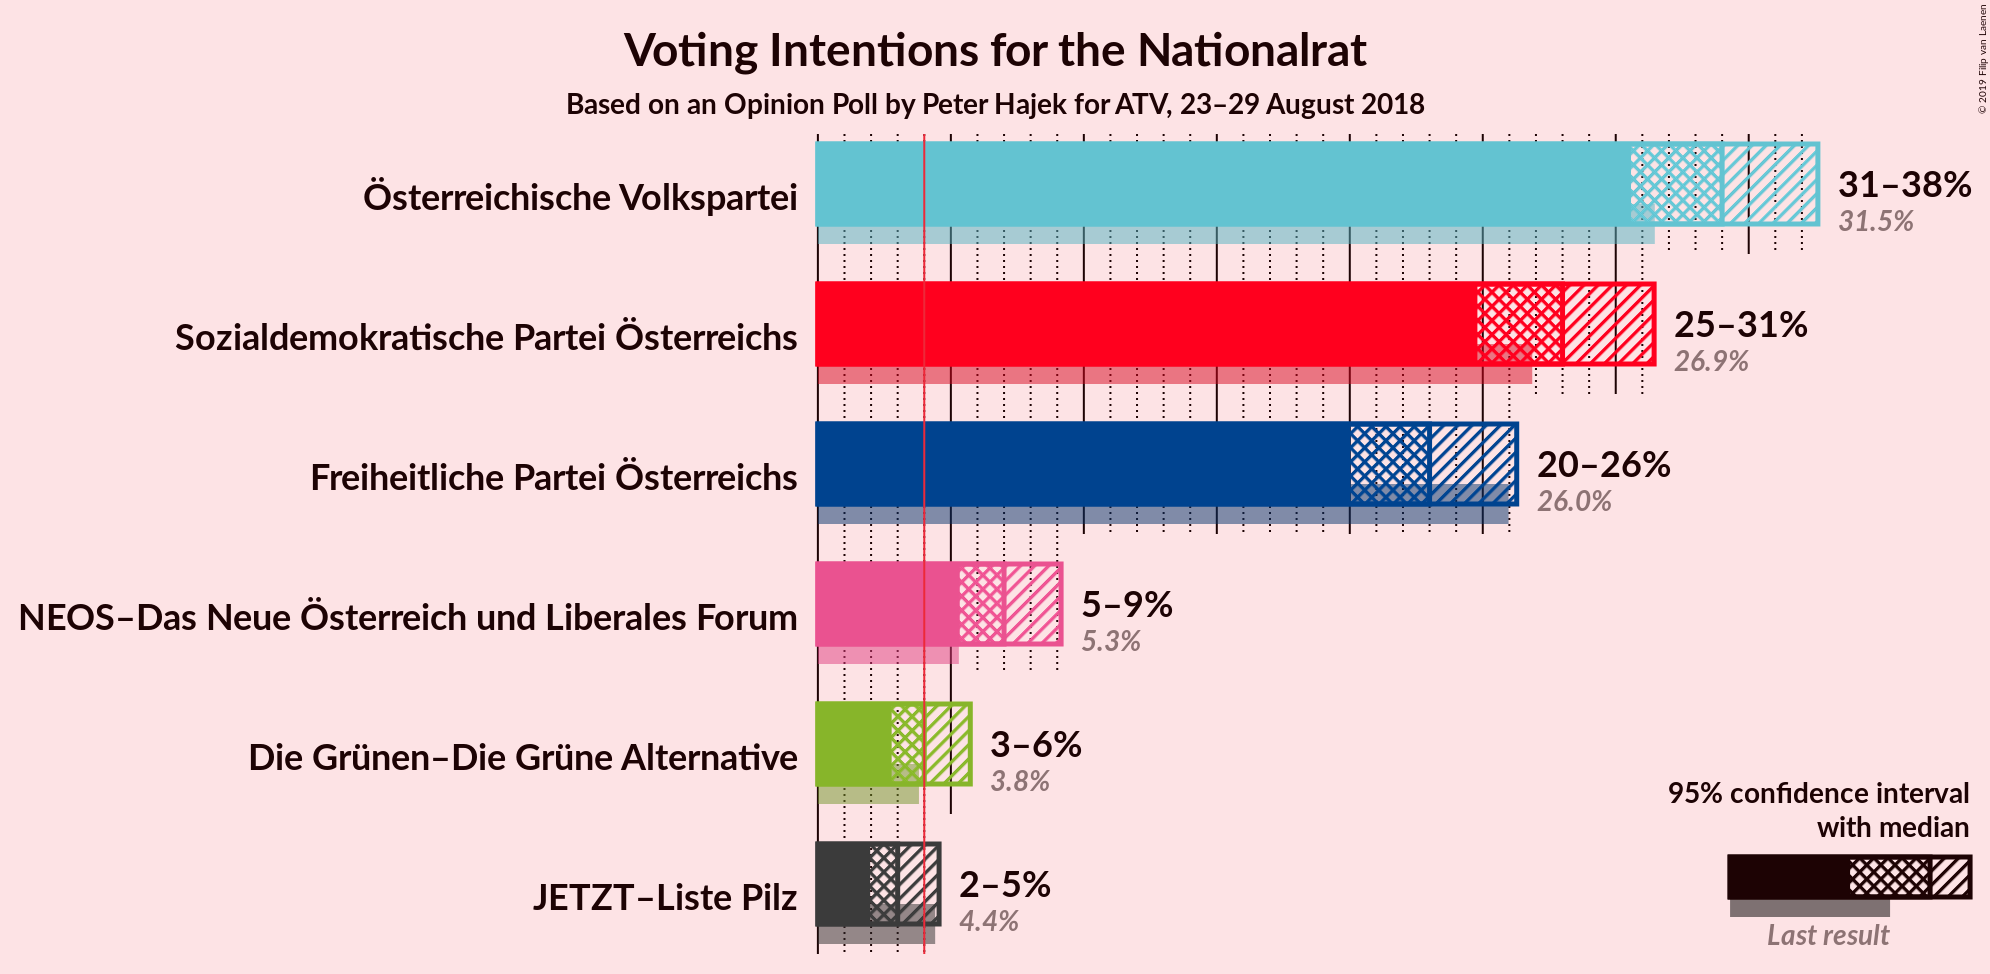 Voting Intentions for the Nationalrat
Based on an Opinion Poll by Peter Hajek for ATV, 23–29 August 2018
© 2019 Filip van Laenen
Österreichische Volkspartei
31–38%
31.5%
Sozialdemokratische Partei Österreichs
25–31%
26.9%
Freiheitliche Partei Österreichs
20–26%
26.0%
NEOS–Das Neue Österreich und Liberales Forum
5–9%
5.3%
Die Grünen–Die Grüne Alternative
3–6%
3.8%
JETZT–Liste Pilz
2–5%
4.4%
95% confidence interval
with median
Last result